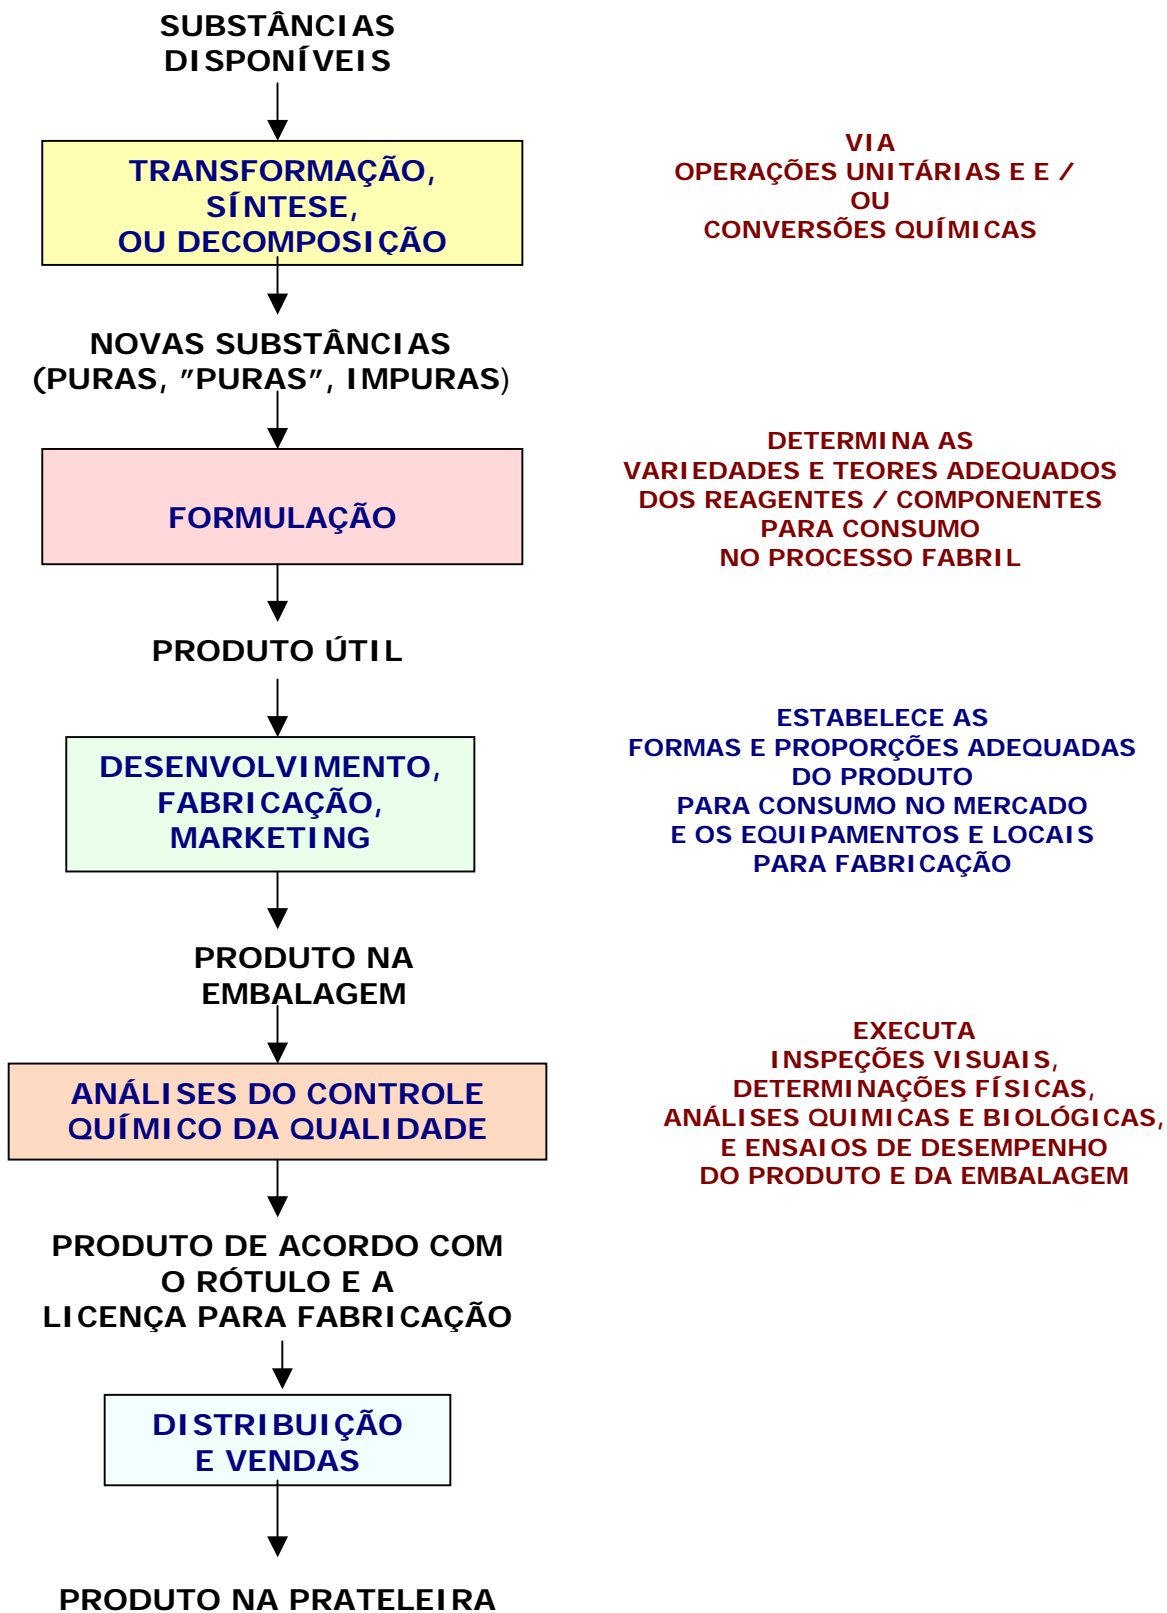 SUBSTÂNCIAS
DISPONÍVEIS
TRANSFORMAÇÃO,
SÍNTESE,
OU DECOMPOSIÇÃO
VIA
OPERAÇÕES UNITÁRIAS E E /
OU
CONVERSÕES QUÍMICAS
NOVAS SUBSTÂNCIAS
(PURAS, "PURAS", IMPURAS)
FORMULAÇÃO
DETERMINA AS
VARIEDADES E TEORES ADEQUADOS
DOS REAGENTES / COMPONENTES
PARA CONSUMO
NO PROCESSO FABRIL
PRODUTO ÚTIL
DESENVOLVIMENTO,
FABRICAÇÃO,
MARKETING
ESTABELECE AS
FORMAS E PROPORÇÕES ADEQUADAS
DO PRODUTO
PARA CONSUMO NO MERCADO
E OS EQUIPAMENTOS E LOCAIS
PARA FABRICAÇÃO
PRODUTO NA
EMBALAGEM
ANÁLISES DO CONTROLE
QUÍMICO DA QUALIDADE
EXECUTA
INSPEÇÕES VISUAIS,
DETERMINAÇÕES FÍSICAS,
ANÁLISES QUIMICAS E BIOLÓGICAS,
E ENSAIOS DE DESEMPENHO
DO PRODUTO E DA EMBALAGEM
PRODUTO DE ACORDO COM
O RÓTULO E A
LICENÇA PARA FABRICAÇÃO
DISTRIBUIÇÃO
E VENDAS
PRODUTO NA PRATELEIRA